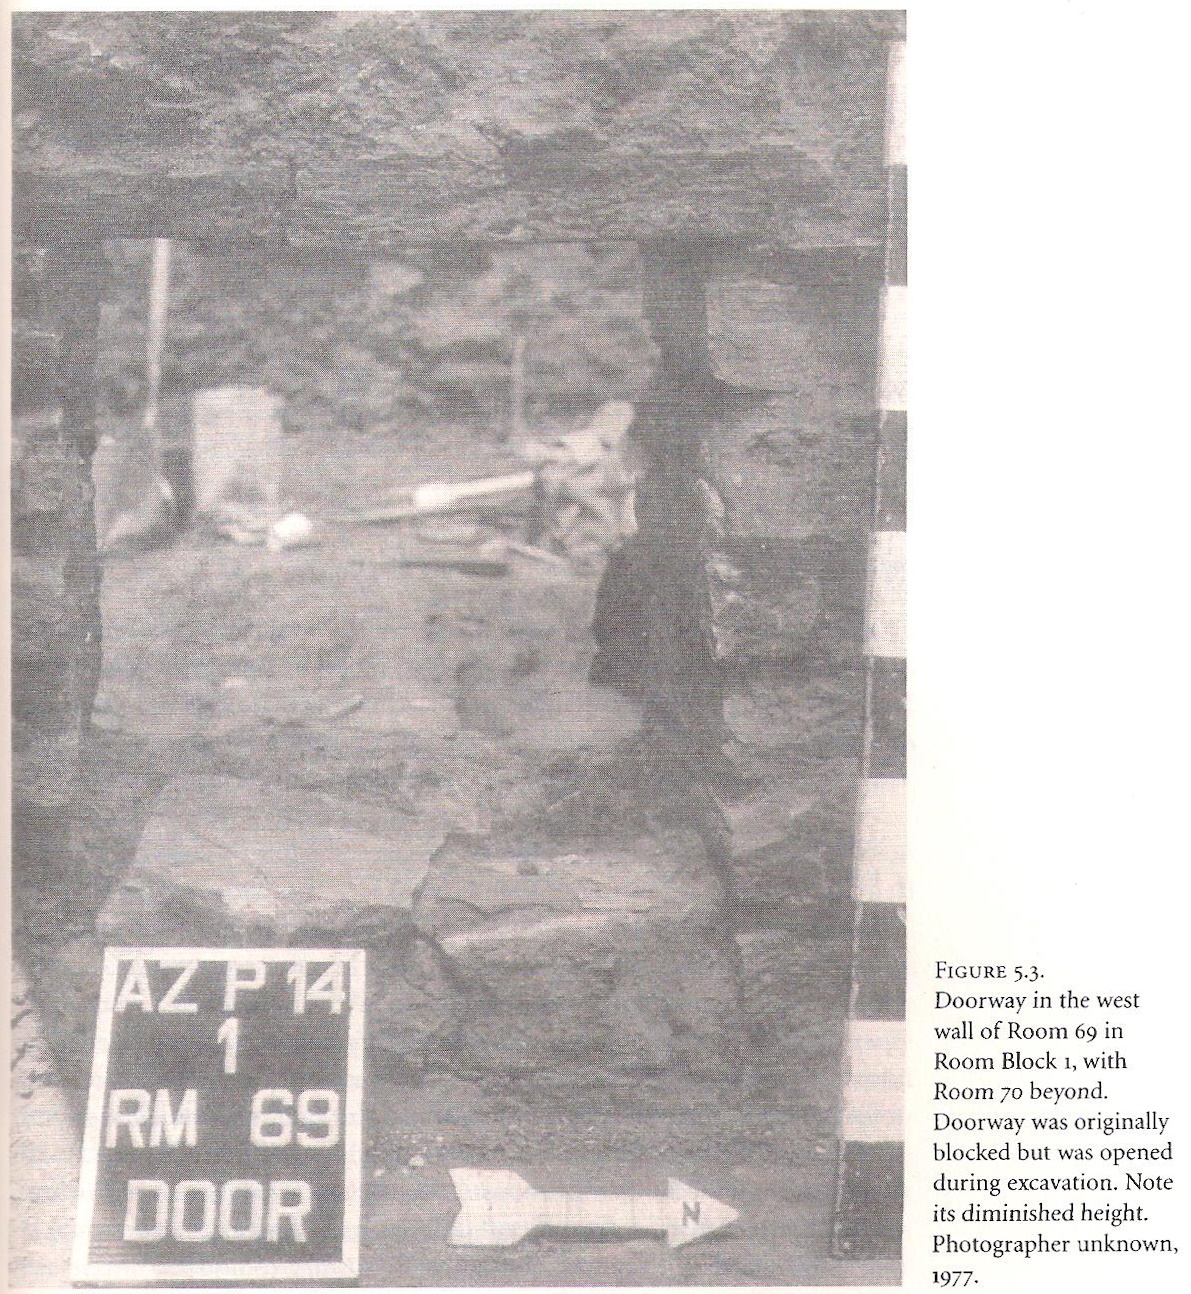 AZ P 14
1
RM 69
DOOR
N
FIGURE 5.3.
Doorway in the west
wall of Room 69 in
Room Block 1, with
Room 70 beyond.
Doorway was originally
blocked but was opened
during excavation. Note
its diminished height.
Photographer unknown,
1977.